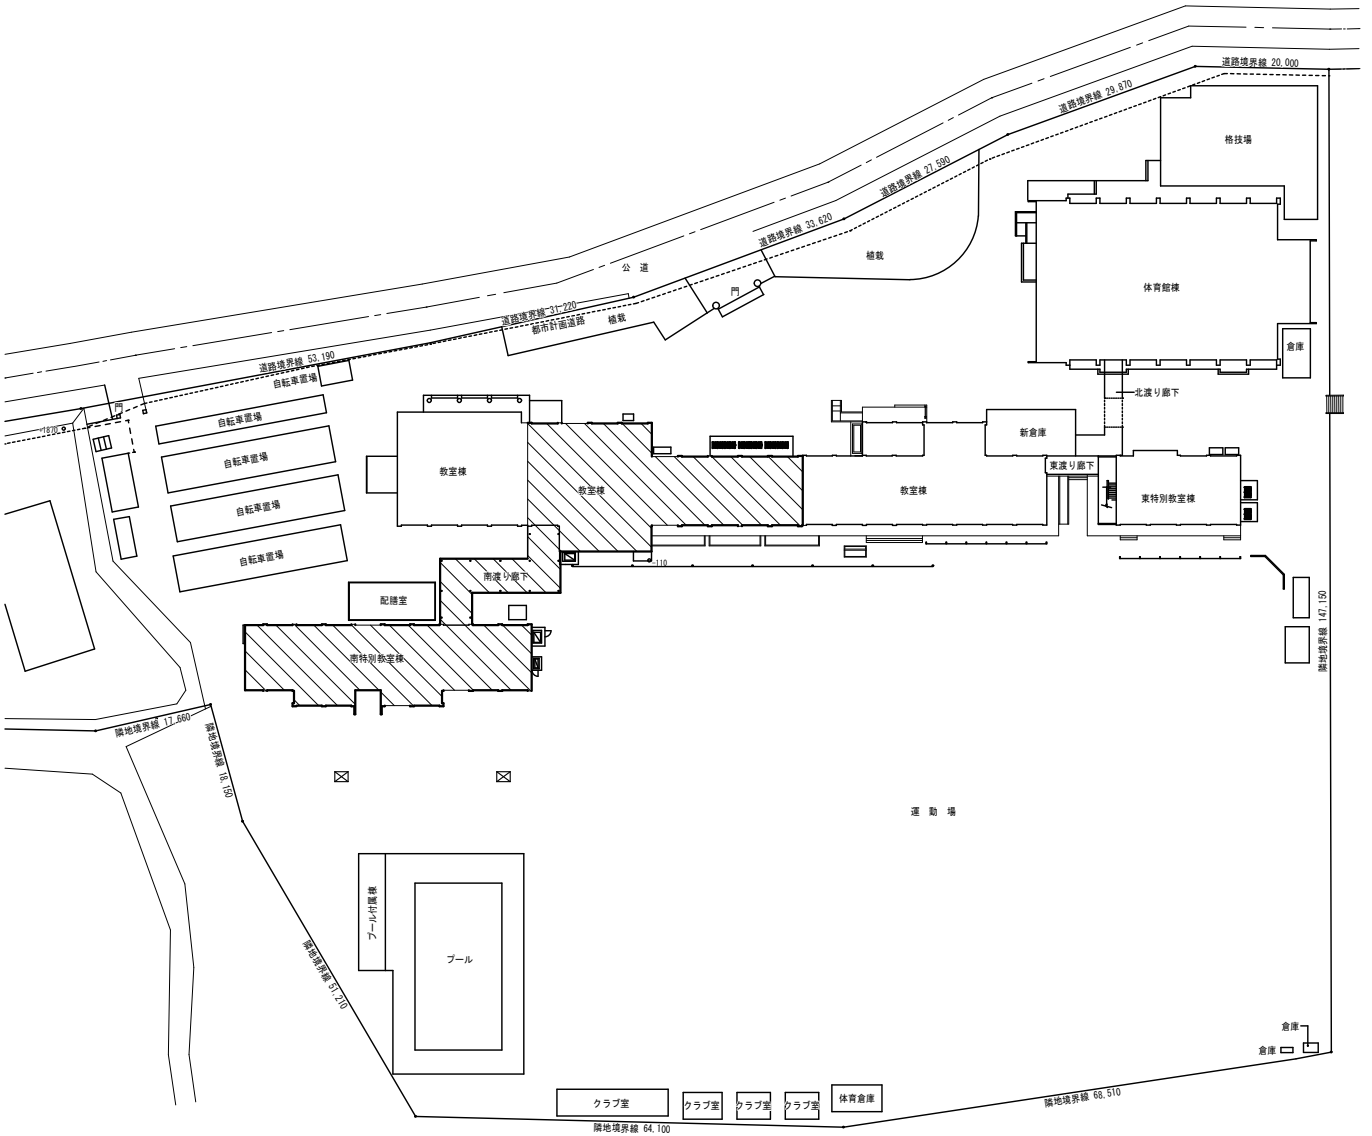 道路境界線 20,000
道路境界線 29,870
格技場
道路境界線 27,590
道路境界線 33,620
植栽
公 道
体育館棟
門
道路境界線 31,220
都市計画道路
植栽
倉庫
道路境界線 53,190
自転車置場
北渡り廊下
門
自転車置場
-1870
新倉庫
自転車置場
教室棟
教室棟
教室棟
東渡り廊下
東特別教室棟
自転車置場
自転車置場
-110
南渡り廊下
配膳室
隣地境界線 147,150
南特別教室棟
隣地境界線 17,660
隣地境界線 18,150
運 動 場
プール付属棟
プール
隣地境界線 51,210
倉庫
倉庫
クラブ室
クラブ室
クラブ室
クラブ室
体育倉庫
隣地境界線 68,510
隣地境界線 64,100